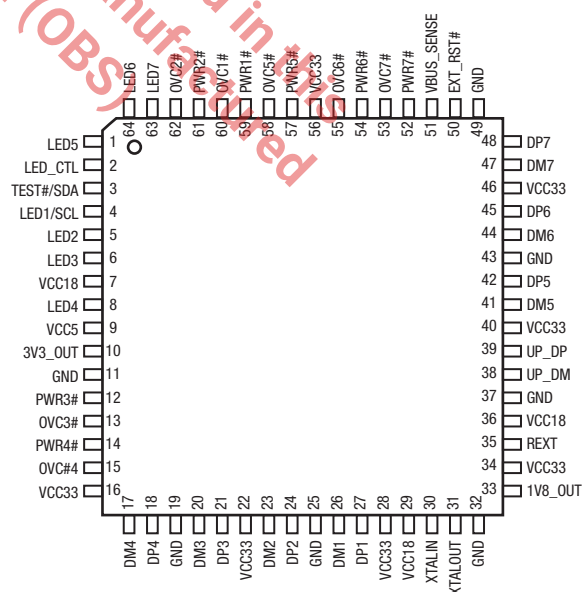 d in this
nufactured
(OBS)
LED6
LED7
OVC2#
PWR2#
OVC1#
PWR1#
OVC5#
PWR5#
VCC33
OVC6#
PWR6#
OVC7#
PWR7#
VBUS_SENSE
EXT_RST#
GND
64 63 62 61 60 59 58 57 56 55 54 53 52 51 50 49
LED5 1
LED_CTL 2
TEST#/SDA 3
LED1/SCL 4
LED2 5
LED3 6
VCC18 7
LED4 8
VCC5 9
3V3_OUT 10
GND 11
PWR3# 12
OVC3# 13
PWR4# 14
OVC#4 15
VCC33 16
48 DP7
47 DM7
46 VCC33
45 DP6
44 DM6
43 GND
42 DP5
41 DM5
40 VCC33
39 UP_DP
38 UP_DM
37 GND
36 VCC18
35 REXT
34 VCC33
33 1V8_OUT
17 18 19 20 21 22 23 24 25 26 27 28 29 30 31 32
DM4
DP4
GND
DM3
DP3
VCC33
DM2
DP2
GND
DM1
DP1
VCC33
VCC18
XTALIN
XTALOUT
GND